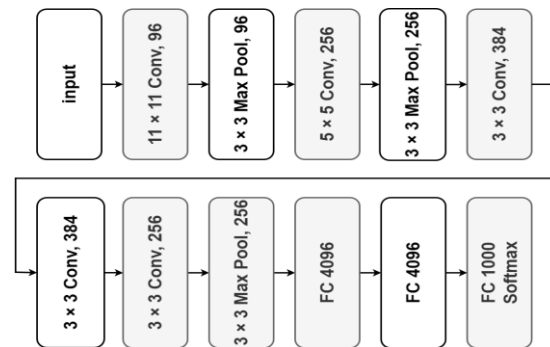 input
11 × 11 Conv, 96
3 × 3 Max Pool, 96
5 × 5 Conv, 256
3 × 3 Max Pool, 256
3 × 3 Conv, 384
3 × 3 Conv, 384
3 × 3 Conv, 256
3 × 3 Max Pool, 256
FC 4096
FC 4096
FC 1000
Softmax